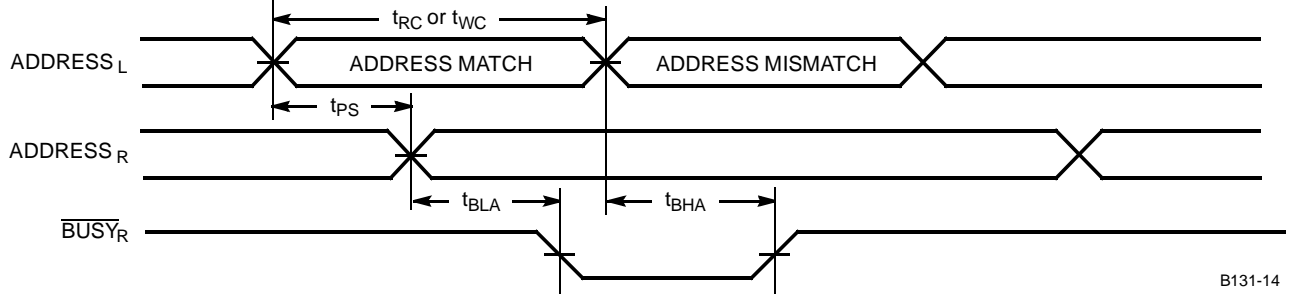 tRC or tWC
ADDRESS L
ADDRESS MATCH
ADDRESS MISMATCH
tPS
ADDRESS R
tBLA
tBHA
BUSYR
B131-14